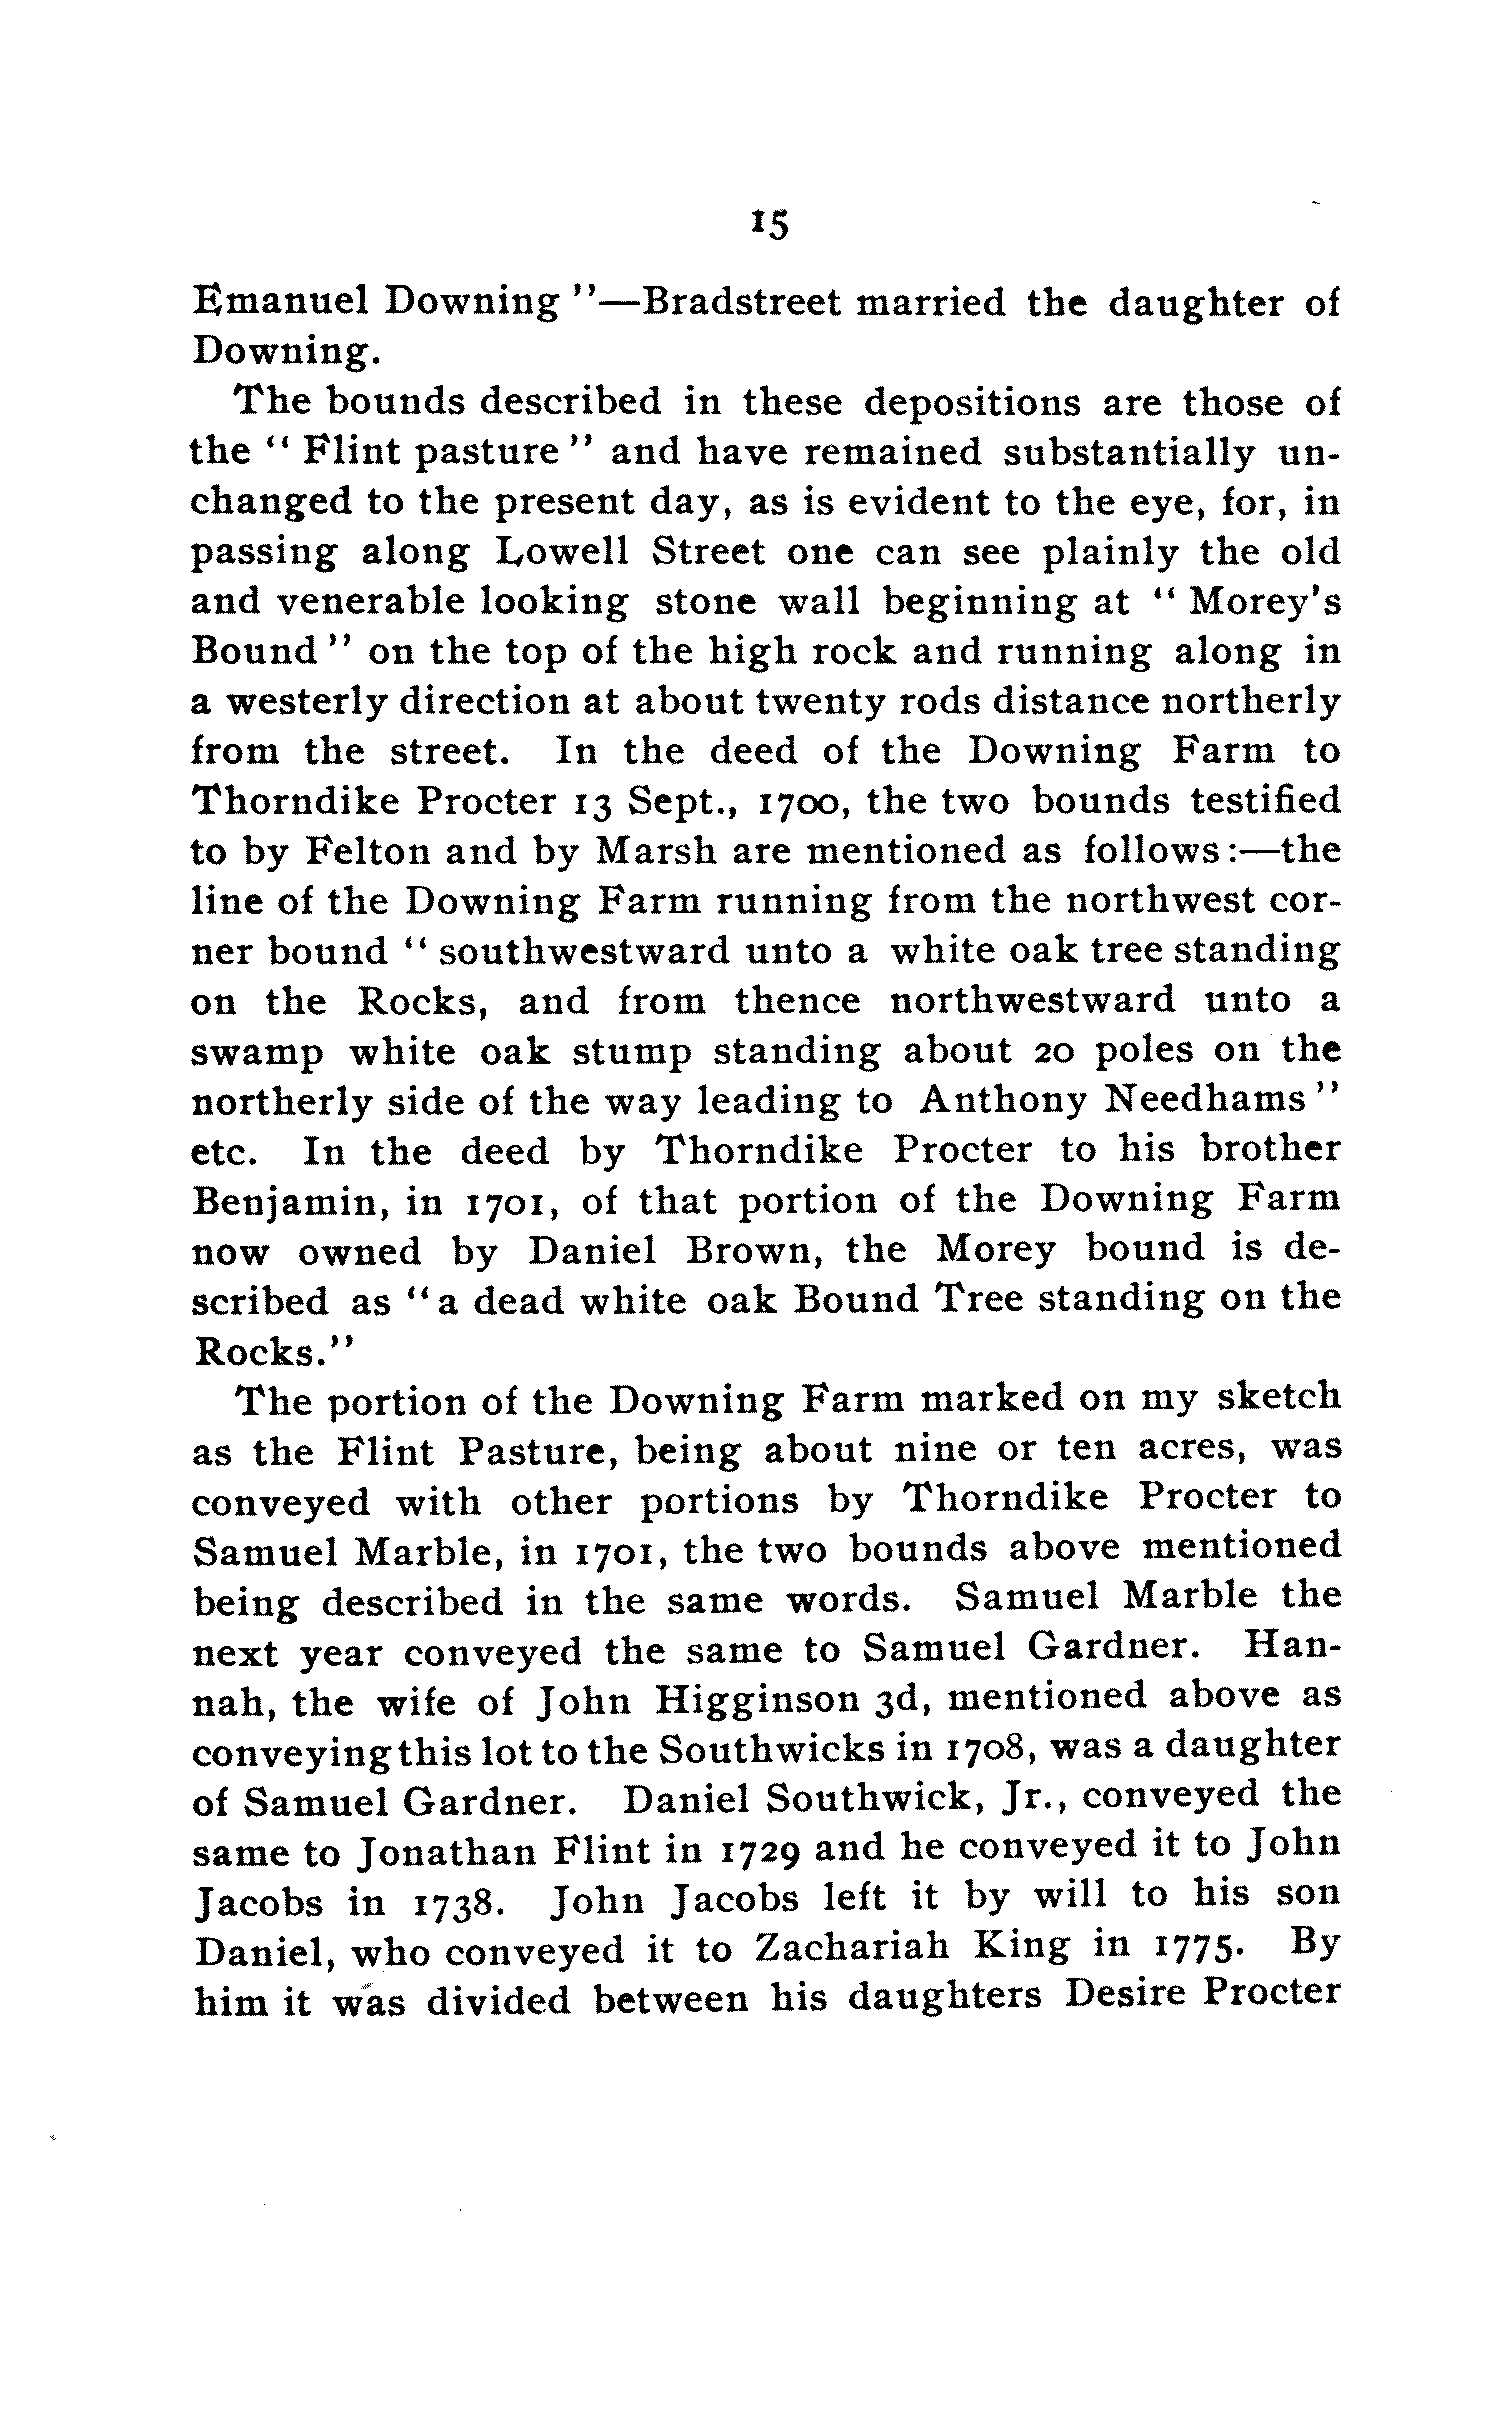 15
Emanuel Downing "—Bradstreet married the daughter of
Downing.
The bounds described in these depositions are those of
the " Flint pasture " and have remained substantially un-
changed to the present day, as is evident to the eye, for, in
passing along Lowell Street one can see plainly the old
and venerable looking stone wall beginning at " Morey's
Bound " on the top of the high rock and running along in
a westerly direction at about twenty rods distance northerly
from the street. In the deed of the Downing Farm to
Thorndike Procter 13 Sept., 1700, the two bounds testified
to by Felton and by Marsh are mentioned as follows:—the
line of the Downing Farm running from the northwest cor-
ner bound " southwestward unto a white oak tree standing
on the Rocks, and from thence northwestward unto a
swamp white oak stump standing about 20 poles on the
northerly side of the way leading to Anthony Needhams "
etc. In the deed by Thorndike Procter to his brother
Benjamin, in 1701, of that portion of the Downing Farm
now owned by Daniel Brown, the Morey bound is de-
scribed as " a dead white oak Bound Tree standing on the
Rocks."
The portion of the Downing Farm marked on my sketch
as the Flint Pasture, being about nine or ten acres, was
conveyed with other portions by Thorndike Procter to
Samuel Marble, in 1701, the two bounds above mentioned
being described in the same words. Samuel Marble the
next year conveyed the same to Samuel Gardner. Han-
nah, the wife of John Higginson 3d, mentioned above as
conveying this lot to the Southwicks in 1708, was a daughter
of Samuel Gardner. Daniel Southwick, Jr., conveyed the
same to Jonathan Flint in 1729 and he conveyed it to John
Jacobs in 1738. John Jacobs left it by will to his son
Daniel, who conveyed it to Zachariah King in 1775. By
him it was divided between his daughters Desire Procter